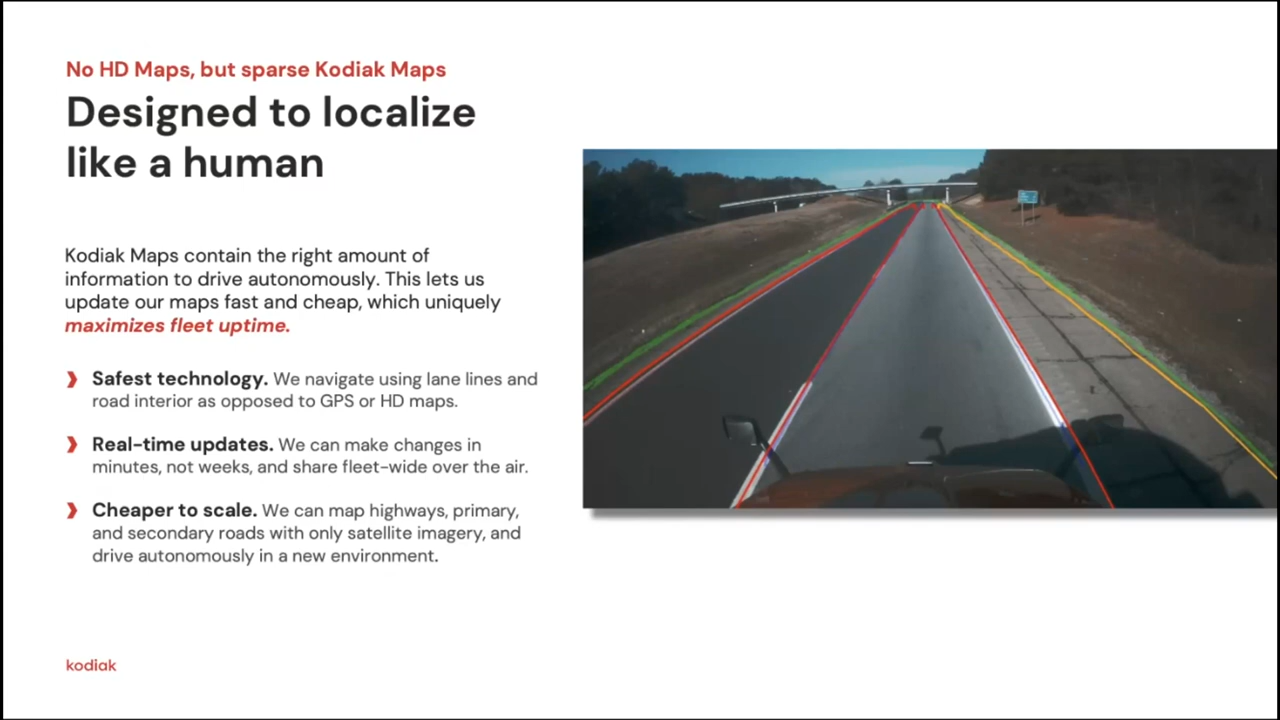 No HD Maps, but sparse Kodiak Maps
Designed to localize
like a human
Kodiak Maps contain the right amount of
information to drive autonomously. This lets us
update our maps fast and cheap, which uniquely
maximizes fleet uptime.
Safest technology. We navigate using lane lines and
road interior as opposed to GPS or HD maps.
Real-time updates. We can make changes in
minutes, not weeks, and share fleet-wide over the air.
Cheaper to scale. We can map highways, primary,
and secondary roads with only satellite imagery, and
drive autonomously in a new environment.
kodiak